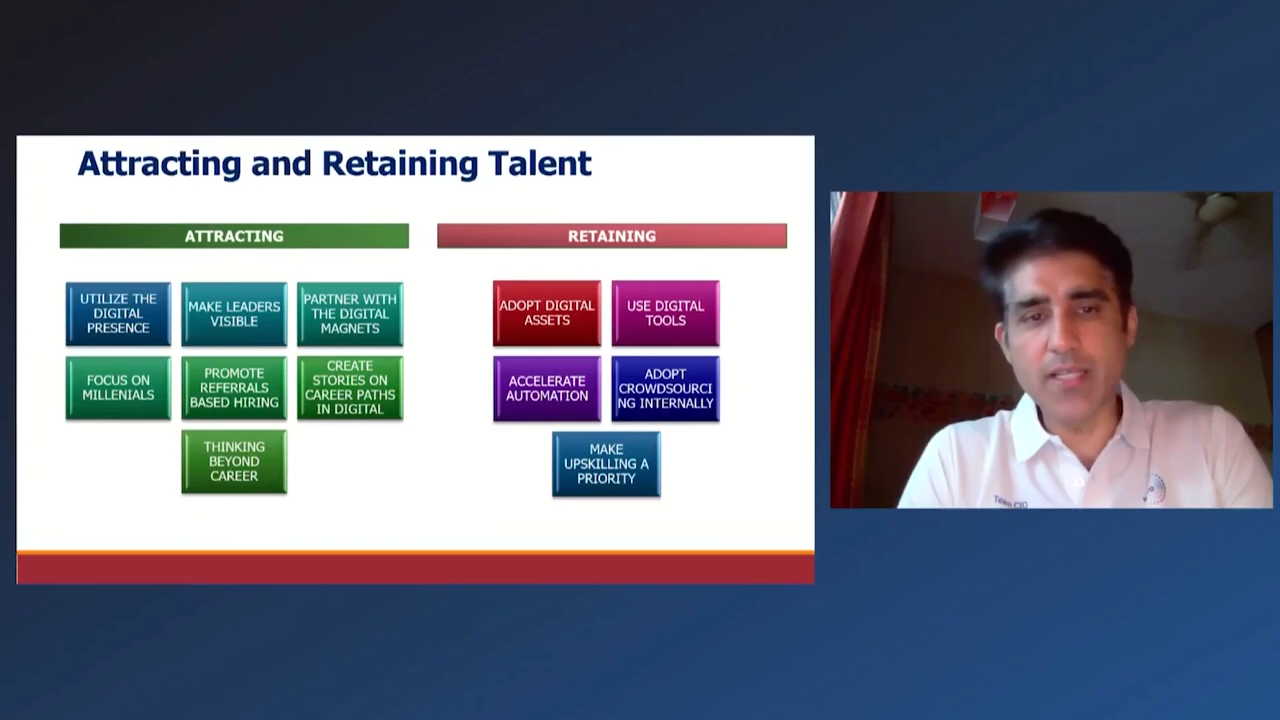 Attracting and Retaining Talent
ATTRACTING
UTILIZE THE
DIGITAL
PRESENCE
MAKE LEADERS
VISIBLE
PARTNER WITH
THE DIGITAL
MAGNETS
FOCUS ON
MILLENIALS
PROMOTE
REFERRALS
BASED HIRING
CREATE
STORIES ON
CAREER PATHS
IN DIGITAL
THINKING
BEYOND
CAREER
RETAINING
ADOPT DIGITAL
ASSETS
USE DIGITAL
TOOLS
ACCELERATE
AUTOMATION
ADOPT
CROWDSOURCI
NG INTERNALLY
MAKE
UPSKILLING A
PRIORITY
Team CIO